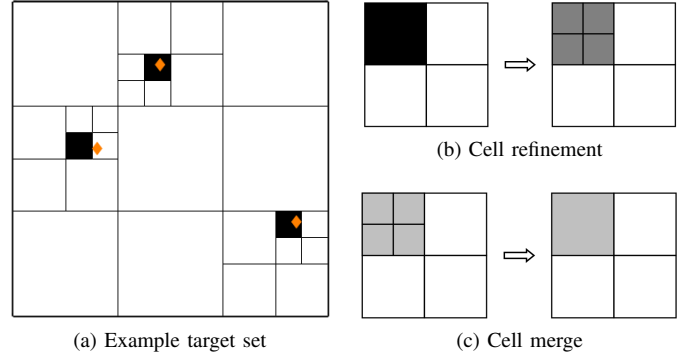 (b) Cell refinement
(a) Example target set
(c) Cell merge